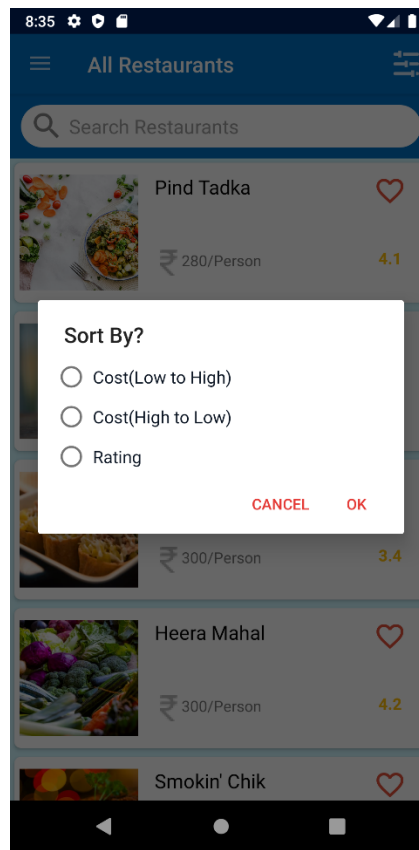 8:35
All Restaurants
Search Restaurants
Pind Tadka
₹ 280/Person
4.1
Sort By?
Cost(Low to High)
Cost(High to Low)
Rating
CANCEL OK
₹ 300/Person
3.4
Heera Mahal
₹ 300/Person
4.2
Smokin' Chik